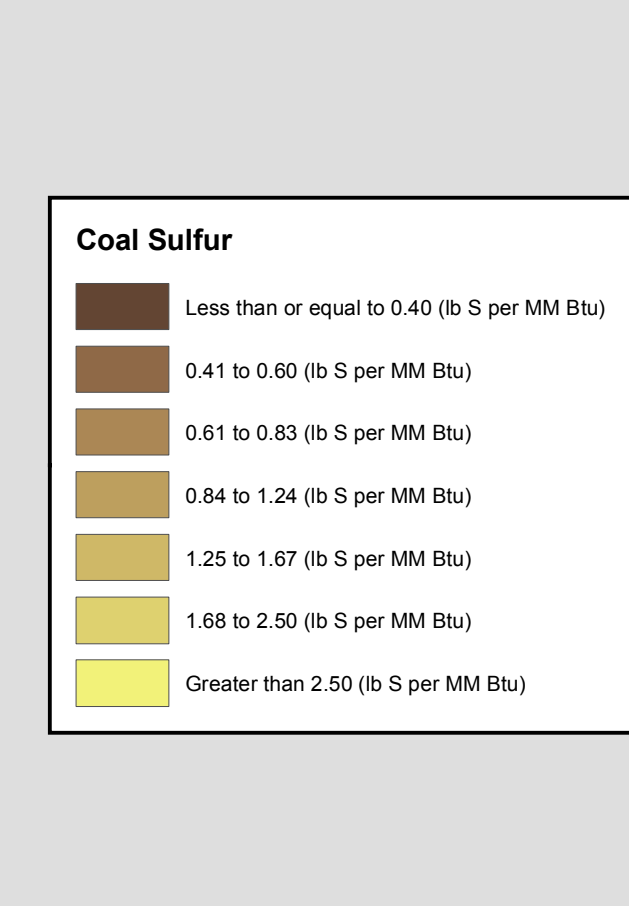 Coal Sulfur
Less than or equal to 0.40 (lb S per MM Btu)
0.41 to 0.60 (lb S per MM Btu)
0.61 to 0.83 (lb S per MM Btu)
0.84 to 1.24 (lb S per MM Btu)
1.25 to 1.67 (lb S per MM Btu)
1.68 to 2.50 (lb S per MM Btu)
Greater than 2.50 (lb S per MM Btu)